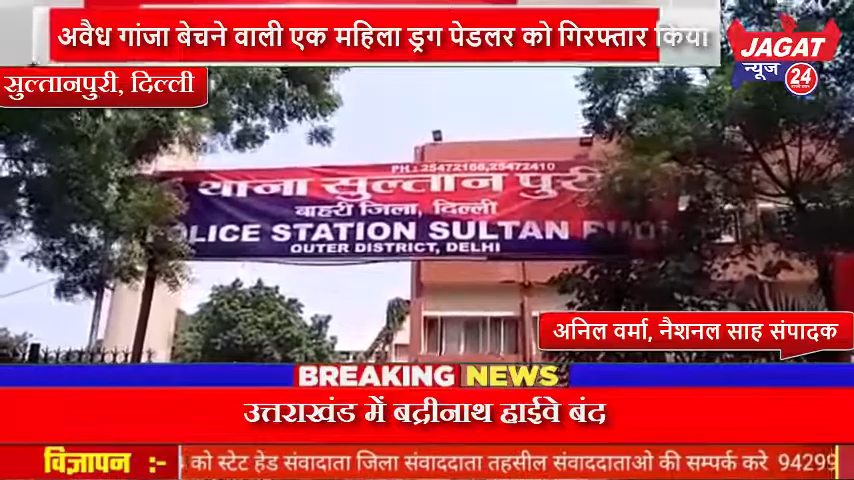 अवैध गांजा बेचने वाली एक महिला ड्रग पेडलर को गिरफ्तार किया
JAGAT
न्यूज 24
सुल्तानपुरी, दिल्ली
PH : 25472166,25472410
थाना सुल्तान पुरी
बाहरी जिला, दिल्ली
POLICE STATION SULTAN PURI
OUTER DISTRICT, DELHI
अनिल वर्मा, नैशनल साह संपादक
BREAKING NEWS
उत्तराखंड में बद्रीनाथ हाईवे बंद
विज्ञापन :- को स्टेट हेड संवादाता जिला संवाददाता तहसील संवाददाताओ की सम्पर्क करे 94299